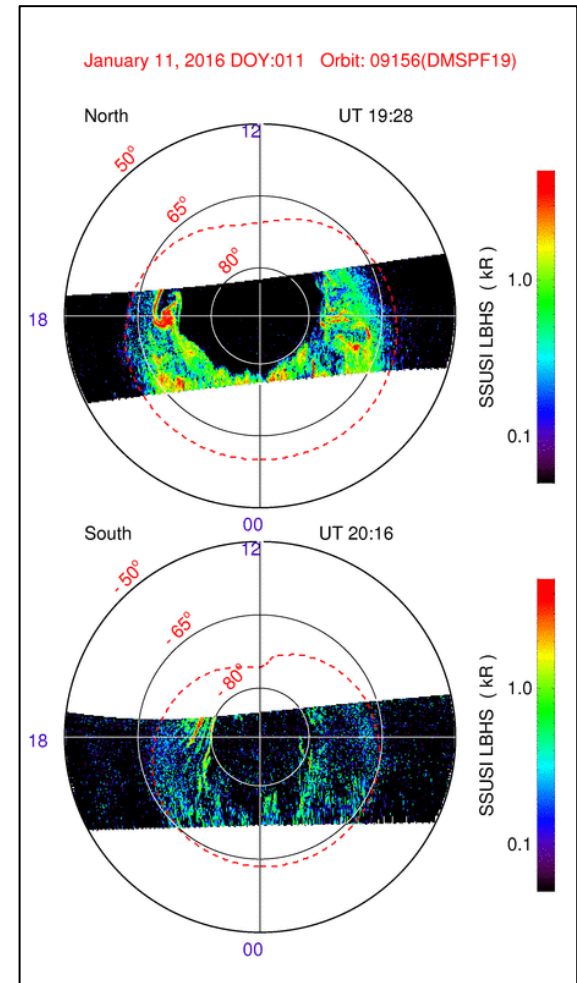 January 11, 2016 DOY:011 Orbit: 09156(DMSPF19)
North
UT 19:28
12
50°
65°
80°
18
00
SSUSI LBHS ( kR )
1.0
0.1
South
UT 20:16
12
- 50°
- 65°
- 80°
18
00
SSUSI LBHS ( kR )
1.0
0.1